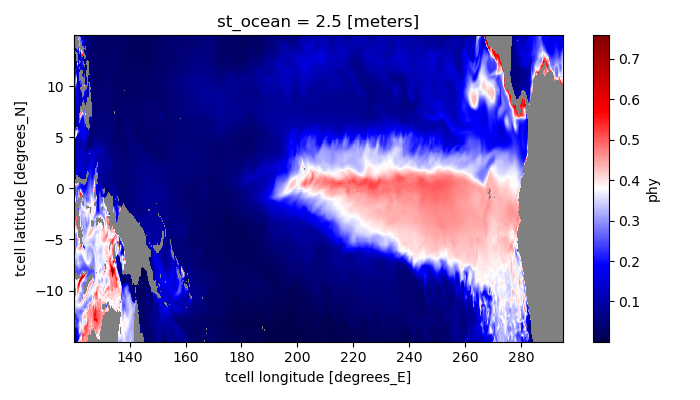 st_ocean = 2.5 [meters]
10
5
0
−5
−10
tcell latitude [degrees_N]
140 160 180 200 220 240 260 280
tcell longitude [degrees_E]
0.7
0.6
0.5
0.4
0.3
0.2
0.1
phy